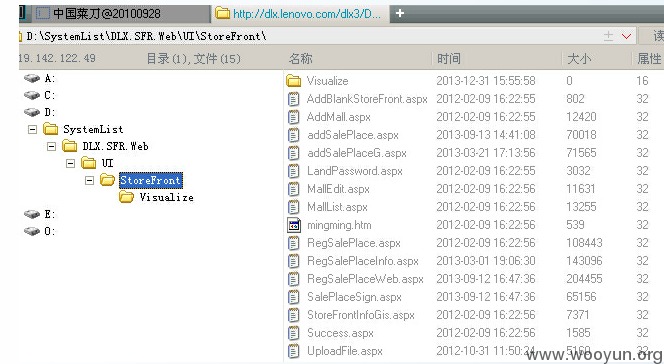 中国菜刀@20100928 http://dlx.lenovo.com/dlx3/D...
D:\SystemList\DLX.SFR.Web\UI\StoreFront\ 读
19.142.122.49 目录(1),文件(15) 名称 时间 大小 属性
A:
C:
D:
SystemList
DLX.SFR.Web
UI
StoreFront
Visualize
E:
O:
Visualize 2013-12-31 15:55:58 0 16
AddBlankStoreFront.aspx 2012-02-09 16:22:55 802 32
AddMall.aspx 2012-02-09 16:22:55 12420 32
addSalePlace.aspx 2013-09-13 14:41:08 70018 32
addSalePlaceG.aspx 2013-03-21 17:13:56 71565 32
LandPassword.aspx 2012-02-09 16:22:55 3032 32
MallEdit.aspx 2012-02-09 16:22:56 11631 32
MallList.aspx 2012-02-09 16:22:56 13255 32
mingming.htm 2012-02-09 16:22:56 539 32
RegSalePlace.aspx 2012-02-09 16:22:56 108443 32
RegSalePlaceInfo.aspx 2013-03-01 19:06:30 143096 32
RegSalePlaceWeb.aspx 2013-09-12 16:47:36 204455 32
SalePlaceSign.aspx 2013-09-12 16:47:36 65156 32
StoreFrontInfoGis.aspx 2012-02-09 16:22:56 7371 32
Success.aspx 2012-02-09 16:22:56 1585 32
UploadFile.aspx 2012-10-31 11:50:24 5160 32
www.wooyun.org